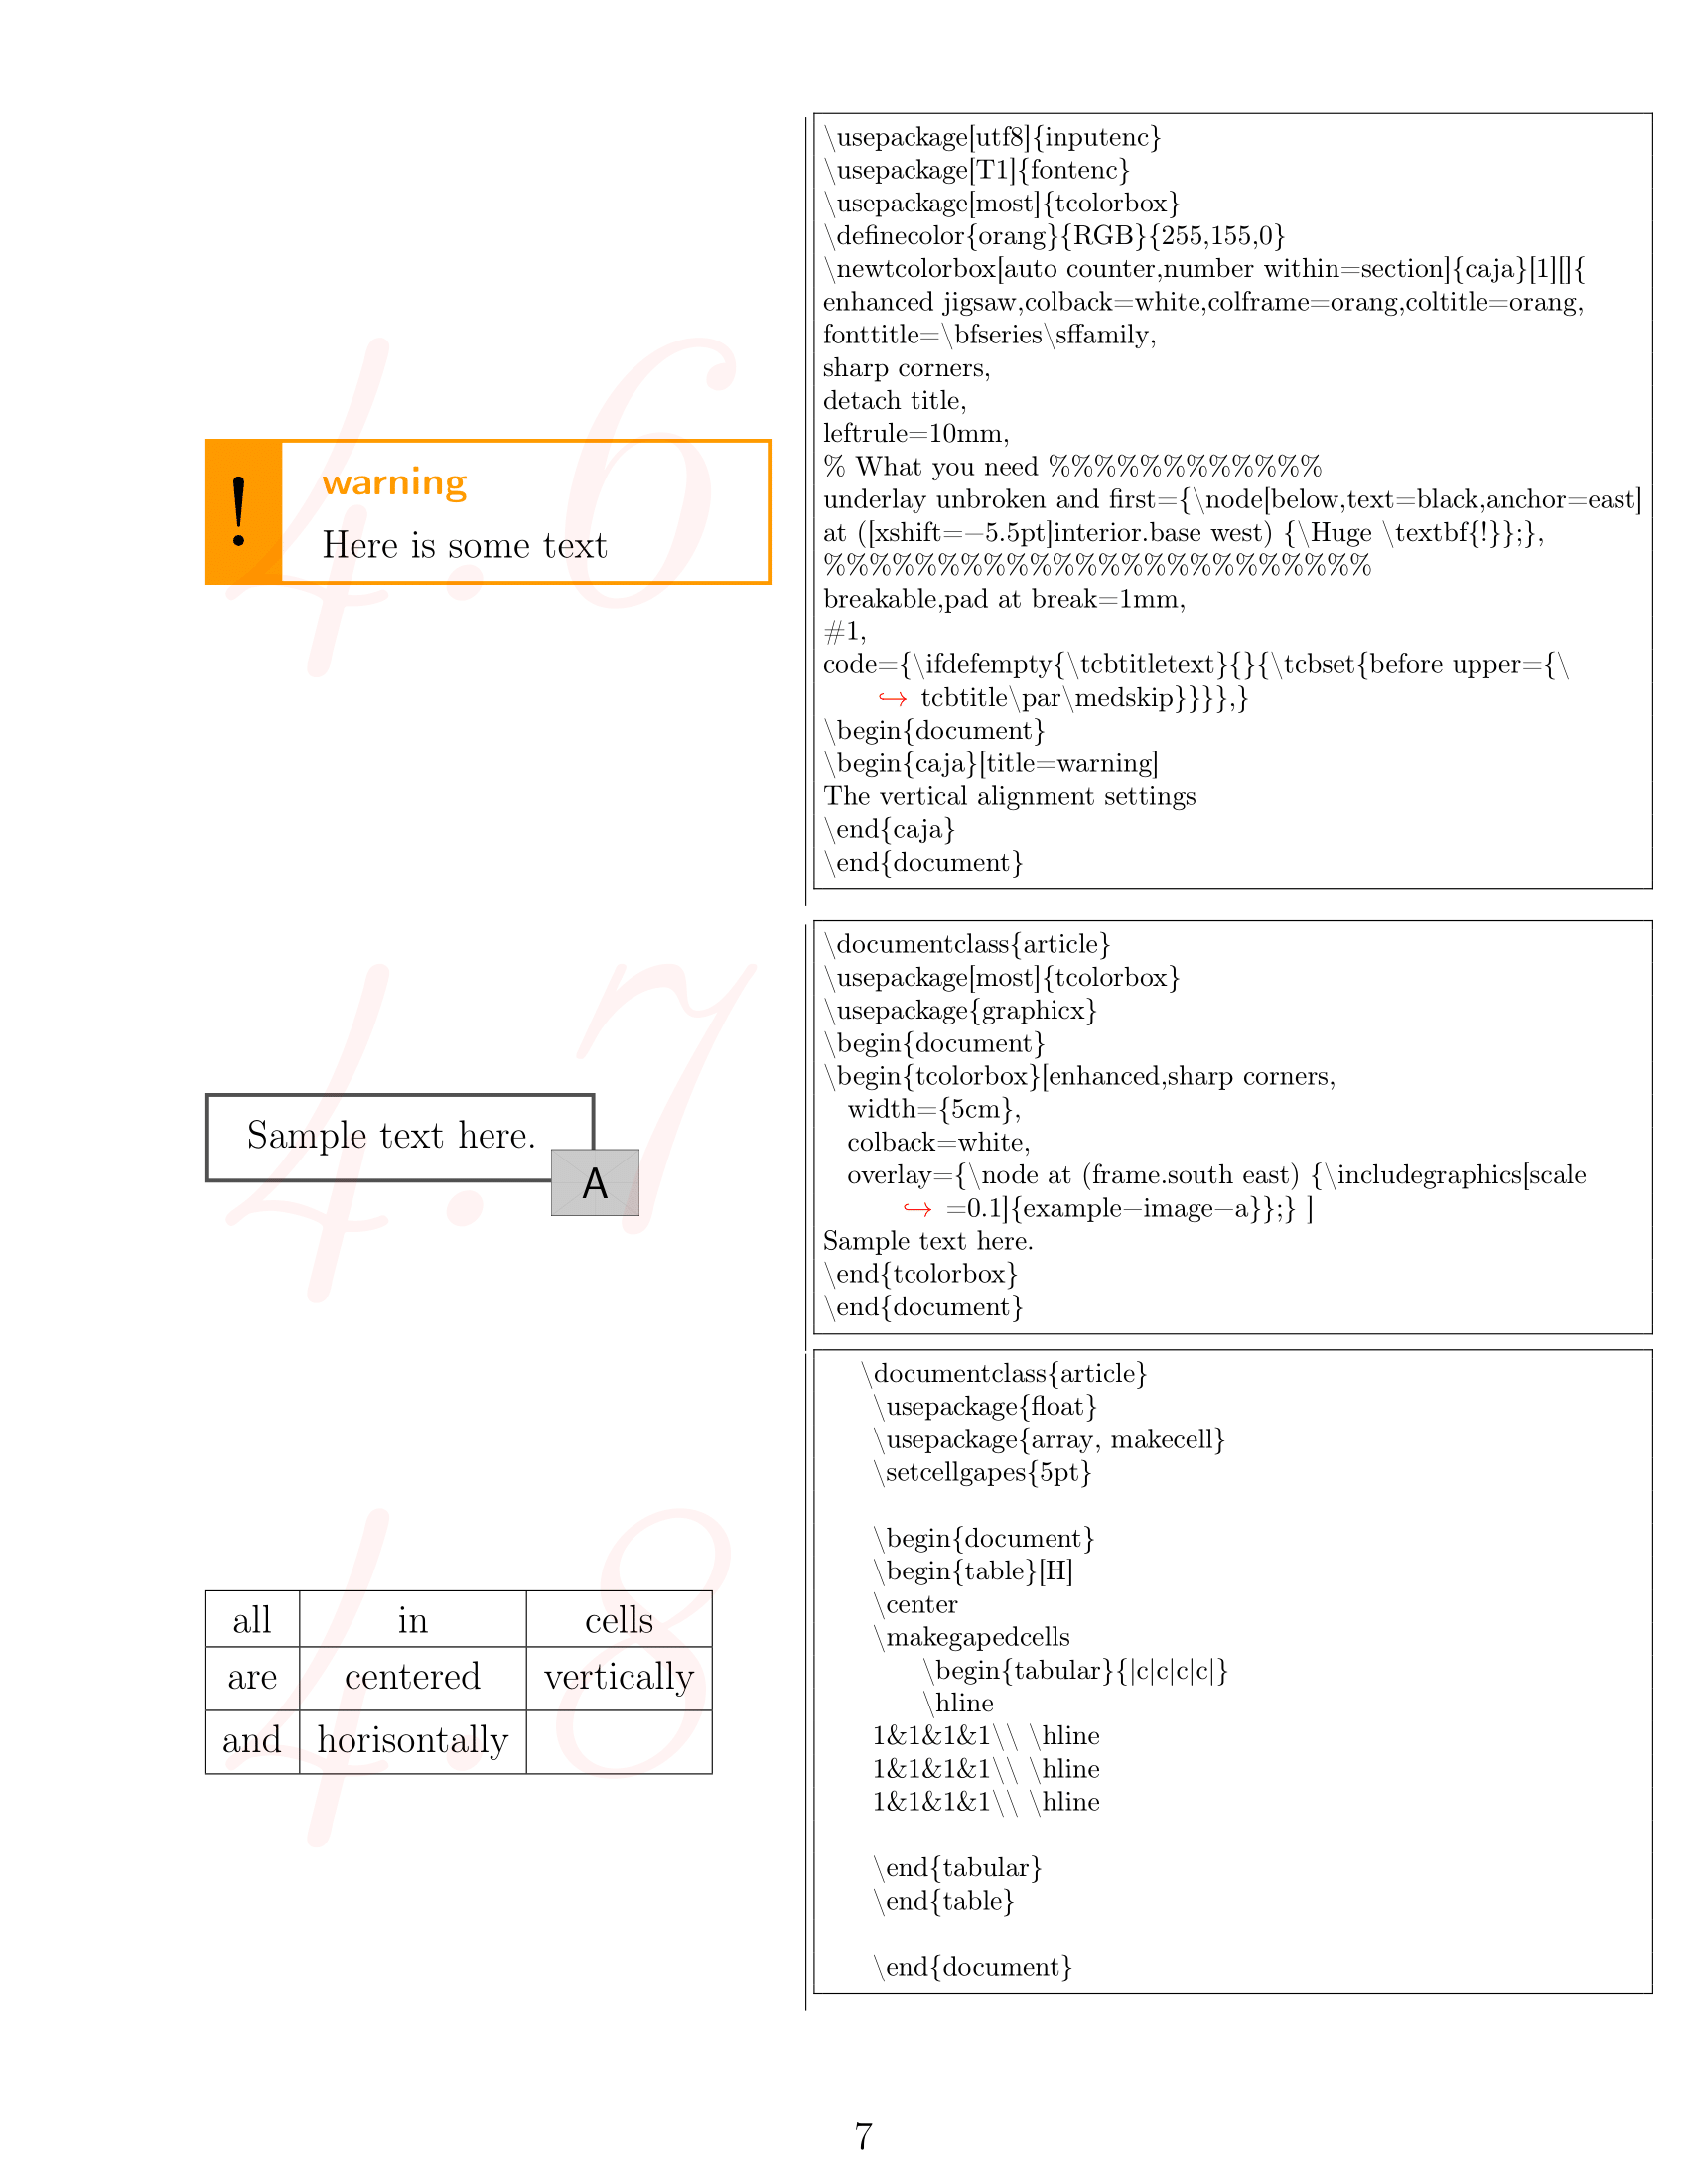 4.6
!
warning
Here is some text
\usepackage[utf8]{inputenc}
\usepackage[T1]{fontenc}
\usepackage[most]{tcolorbox}
\definecolor{orang}{RGB}{255,155,0}
\newtcolorbox[auto counter,number within=section]{caja}[1][]{
enhanced jigsaw,colback=white,colframe=orang,coltitle=orang,
fonttitle=\bfseries\sffamily,
sharp corners,
detach title,
leftrule=10mm,
% What you need %%%%%%%%%%%%
underlay unbroken and first={\node[below,text=black,anchor=east]
at ([xshift=−5.5pt]interior.base west) {\Huge \textbf{!}};},
%%%%%%%%%%%%%%%%%%%%%%%%
breakable,pad at break=1mm,
#1,
code={\ifdefempty{\tcbtitletext}{}{\tcbset{before upper={\
↪ tcbtitle\par\medskip}}}},}
\begin{document}
\begin{caja}[title=warning]
The vertical alignment settings
\end{caja}
\end{document}
4.7
Sample text here.
A
\documentclass{article}
\usepackage[most]{tcolorbox}
\usepackage{graphicx}
\begin{document}
\begin{tcolorbox}[enhanced,sharp corners,
width={5cm},
colback=white,
overlay={\node at (frame.south east) {\includegraphics[scale
↪ =0.1]{example−image−a}};} ]
Sample text here.
\end{tcolorbox}
\end{document}
4.8
all in cells
are centered vertically
and horisontally
\documentclass{article}
\usepackage{float}
\usepackage{array, makecell}
\setcellgapes{5pt}
\begin{document}
\begin{table}[H]
\center
\makegapedcells
\begin{tabular}{|c|c|c|c|}
\hline
1&1&1&1\\ \hline
1&1&1&1\\ \hline
1&1&1&1\\ \hline
\end{tabular}
\end{table}
\end{document}
7